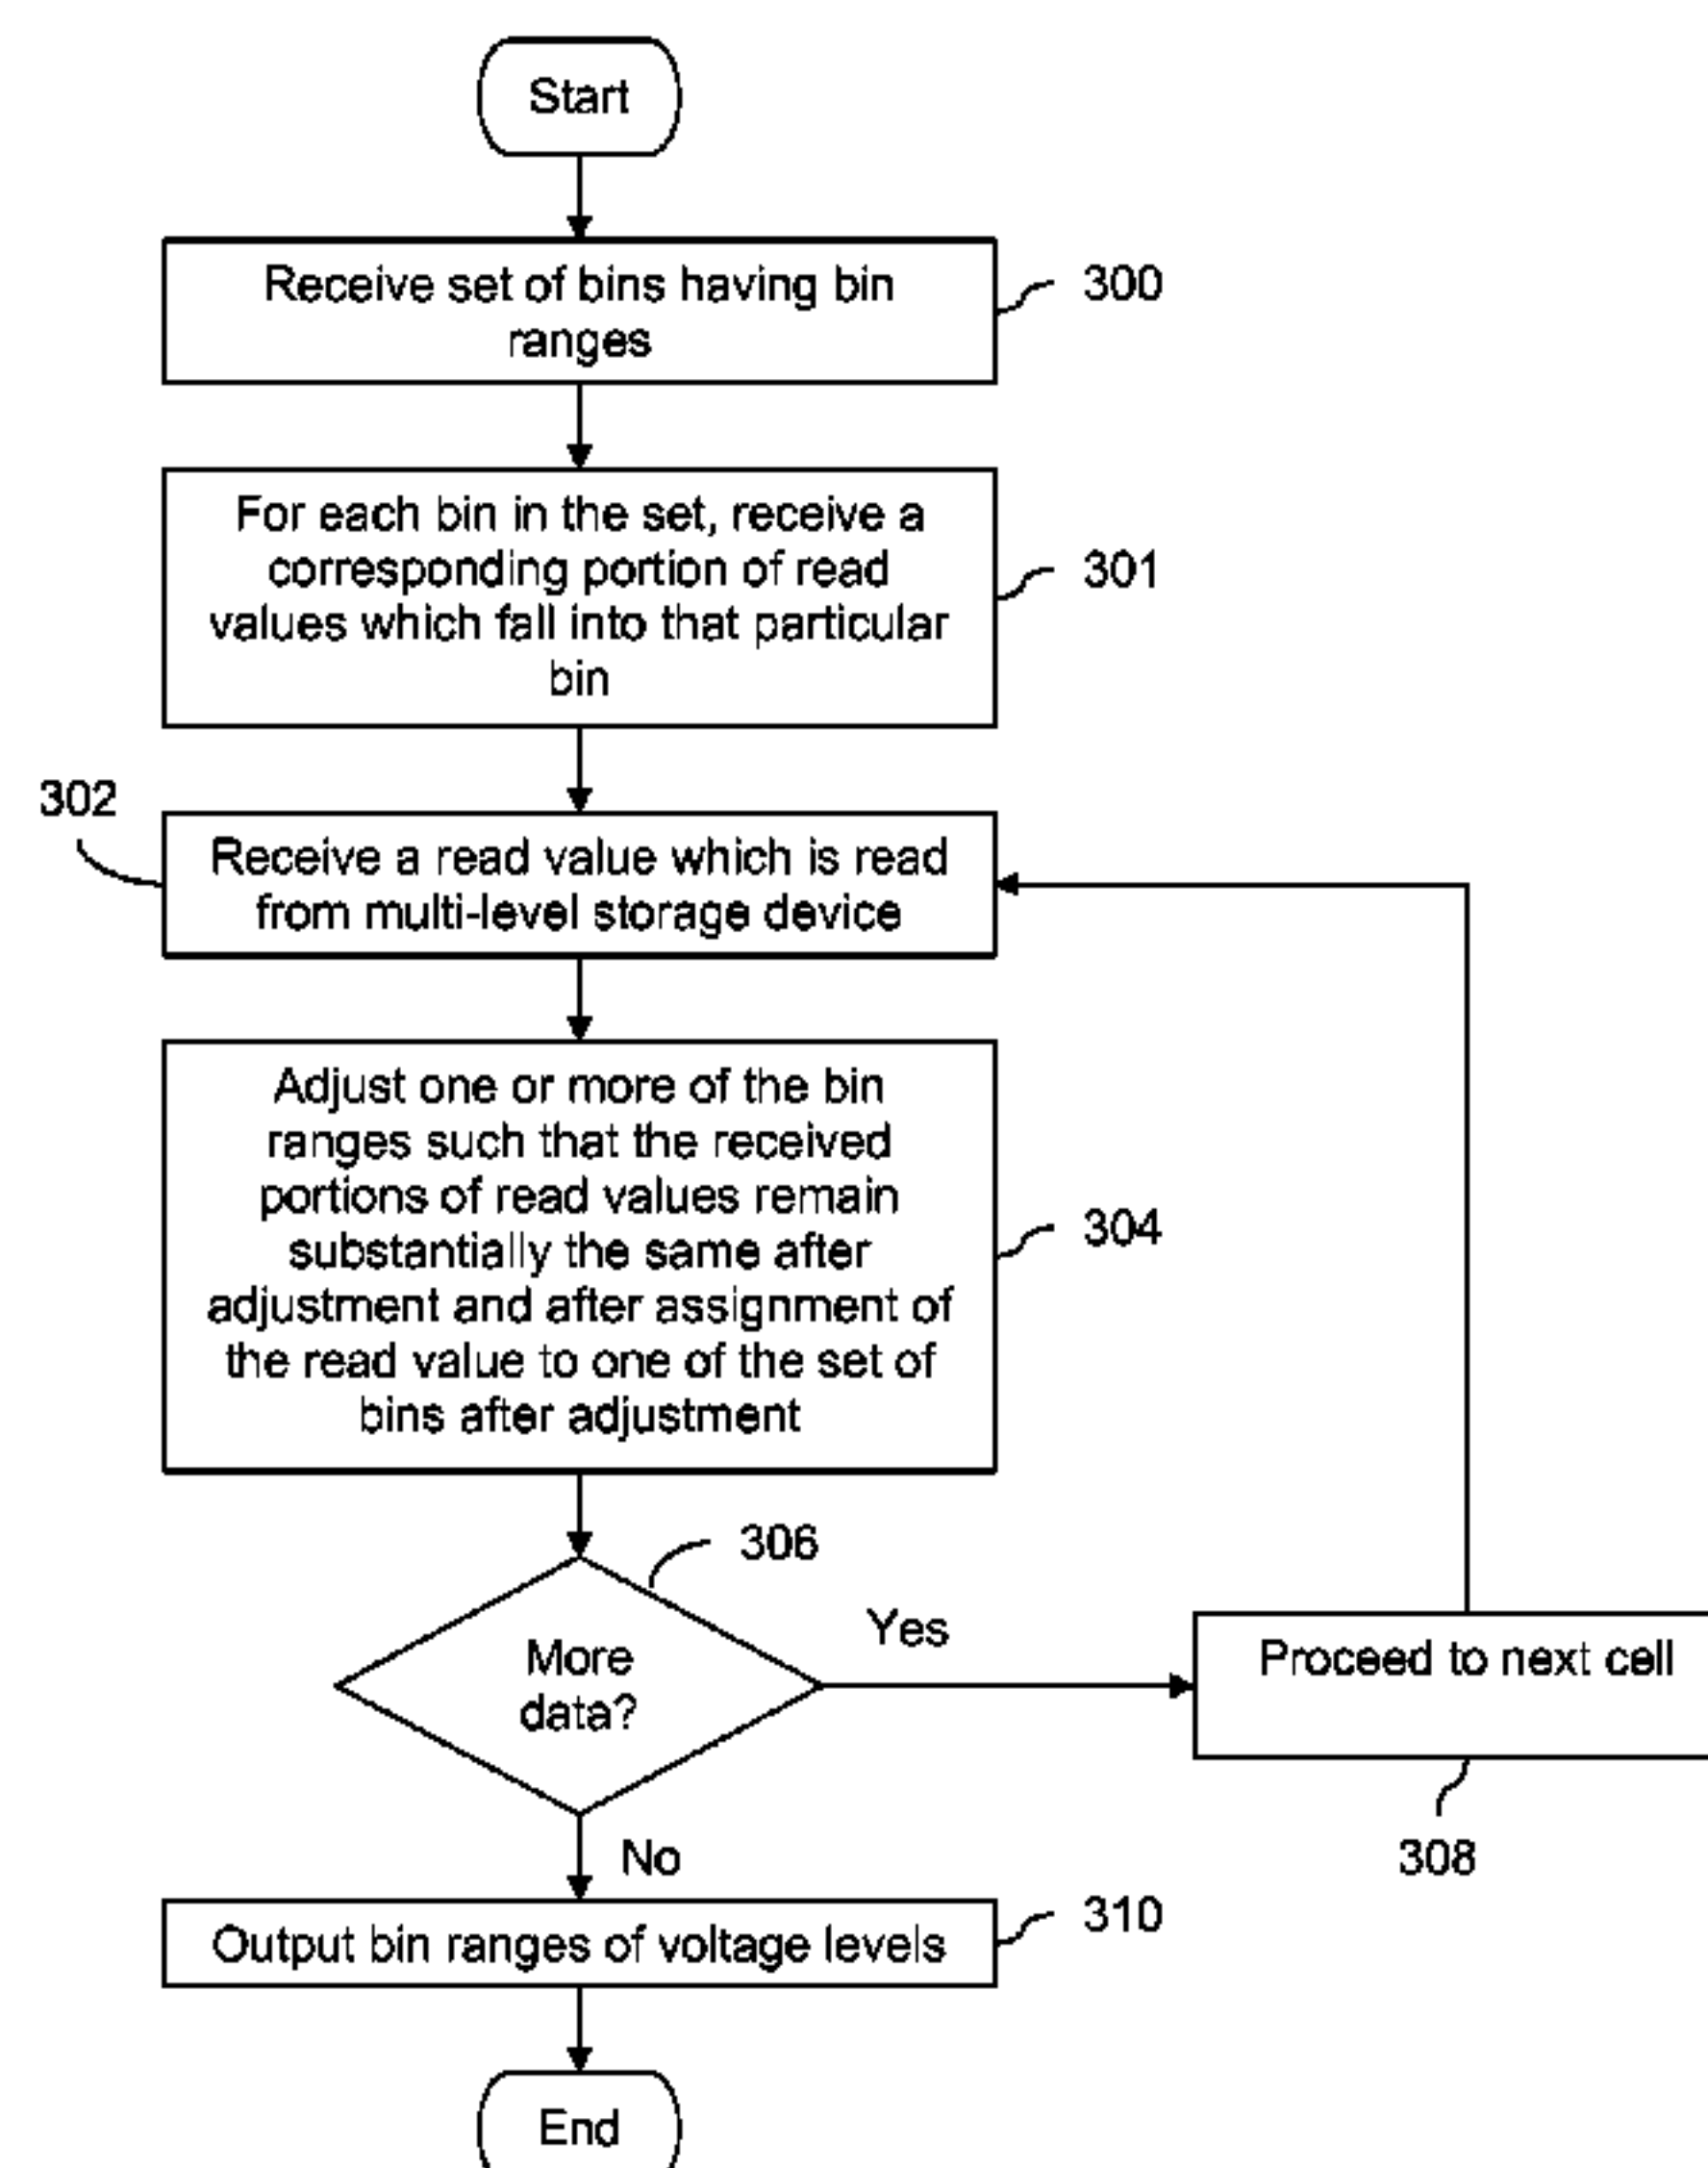 Start
Receive set of bins having bin
ranges
300
For each bin in the set, receive a
corresponding portion of read
values which fall into that particular
bin
301
302
Receive a read value which is read
from multi-level storage device
Adjust one or more of the bin
ranges such that the received
portions of read values remain
substantially the same after
adjustment and after assignment of
the read value to one of the set of
bins after adjustment
304
306
More
data?
Yes
Proceed to next cell
308
No
Output bin ranges of voltage levels
310
End